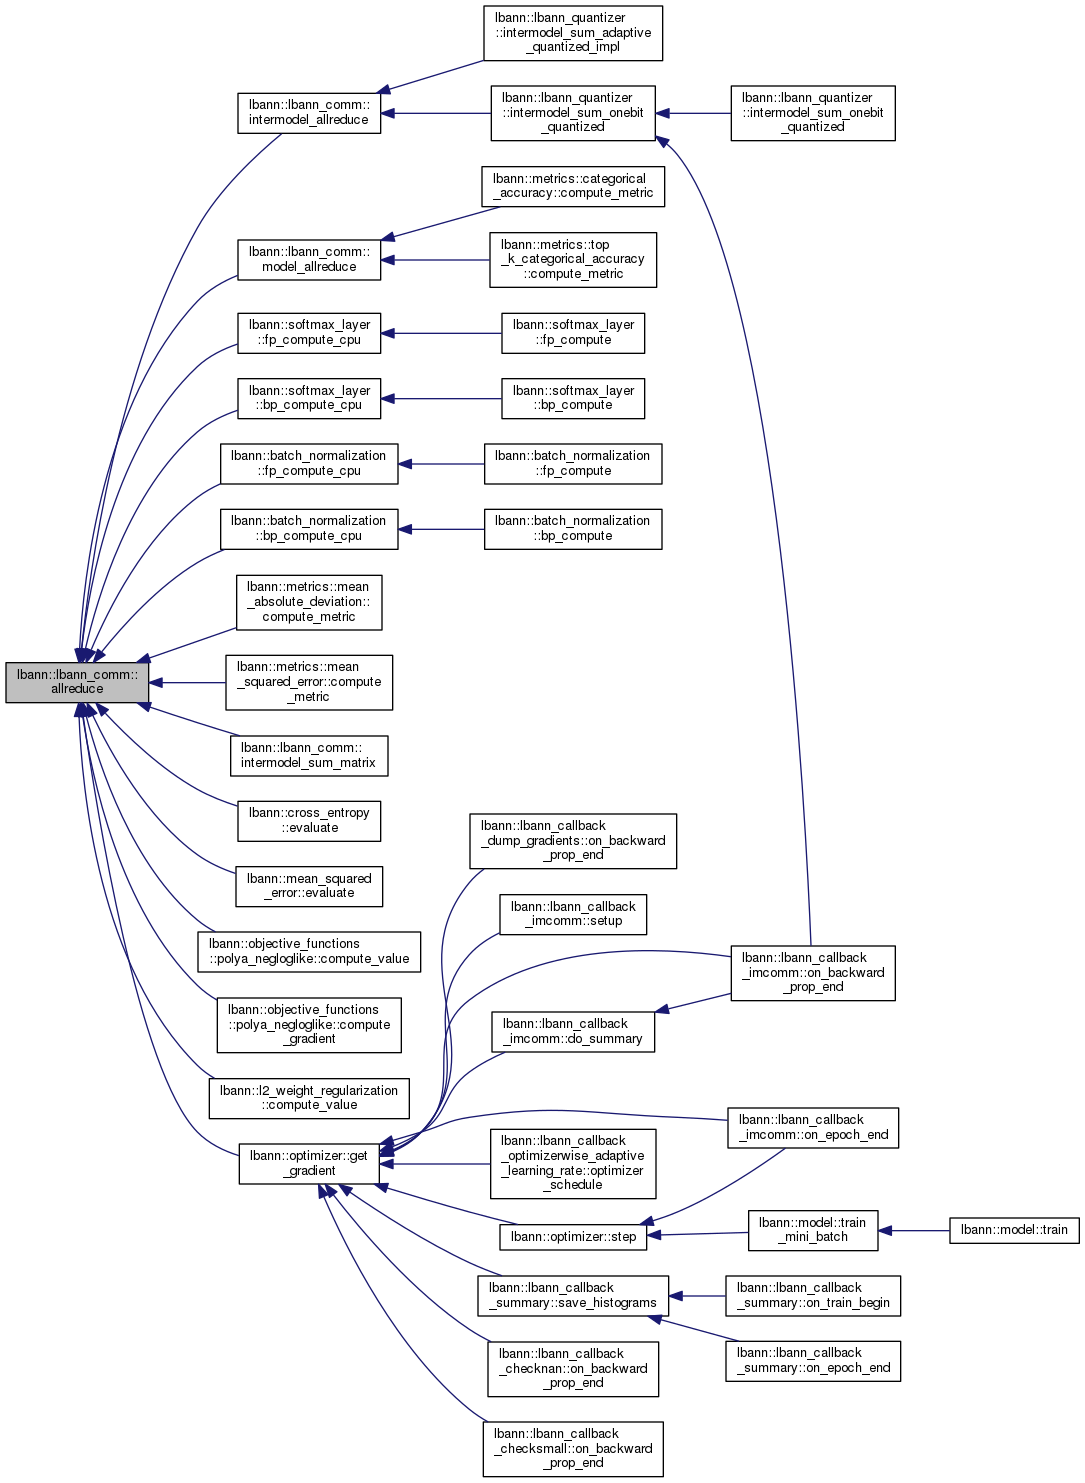 lbann::lbann_quantizer
::intermodel_sum_adaptive
_quantized_impl
lbann::lbann_comm::
intermodel_allreduce
lbann::lbann_quantizer
::intermodel_sum_onebit
_quantized
lbann::lbann_quantizer
::intermodel_sum_onebit
_quantized
lbann::metrics::categorical
_accuracy::compute_metric
lbann::lbann_comm::
model_allreduce
lbann::metrics::top
_k_categorical_accuracy
::compute_metric
lbann::softmax_layer
::fp_compute_cpu
lbann::softmax_layer
::fp_compute
lbann::softmax_layer
::bp_compute_cpu
lbann::softmax_layer
::bp_compute
lbann::batch_normalization
::fp_compute_cpu
lbann::batch_normalization
::fp_compute
lbann::batch_normalization
::bp_compute_cpu
lbann::batch_normalization
::bp_compute
lbann::metrics::mean
_absolute_deviation::
compute_metric
lbann::lbann_comm::
allreduce
lbann::metrics::mean
_squared_error::compute
_metric
lbann::lbann_comm::
intermodel_sum_matrix
lbann::cross_entropy
::evaluate
lbann::mean_squared
_error::evaluate
lbann::objective_functions
::polya_negloglike::compute_value
lbann::objective_functions
::polya_negloglike::compute
_gradient
lbann::l2_weight_regularization
::compute_value
lbann::optimizer::get
_gradient
lbann::lbann_callback
_dump_gradients::on_backward
_prop_end
lbann::lbann_callback
_imcomm::setup
lbann::lbann_callback
_imcomm::on_backward
_prop_end
lbann::lbann_callback
_imcomm::do_summary
lbann::lbann_callback
_imcomm::on_epoch_end
lbann::lbann_callback
_optimizerwise_adaptive
_learning_rate::optimizer
_schedule
lbann::optimizer::step
lbann::model::train
_mini_batch
lbann::model::train
lbann::lbann_callback
_summary::save_histograms
lbann::lbann_callback
_summary::on_train_begin
lbann::lbann_callback
_summary::on_epoch_end
lbann::lbann_callback
_checknan::on_backward
_prop_end
lbann::lbann_callback
_checksmall::on_backward
_prop_end